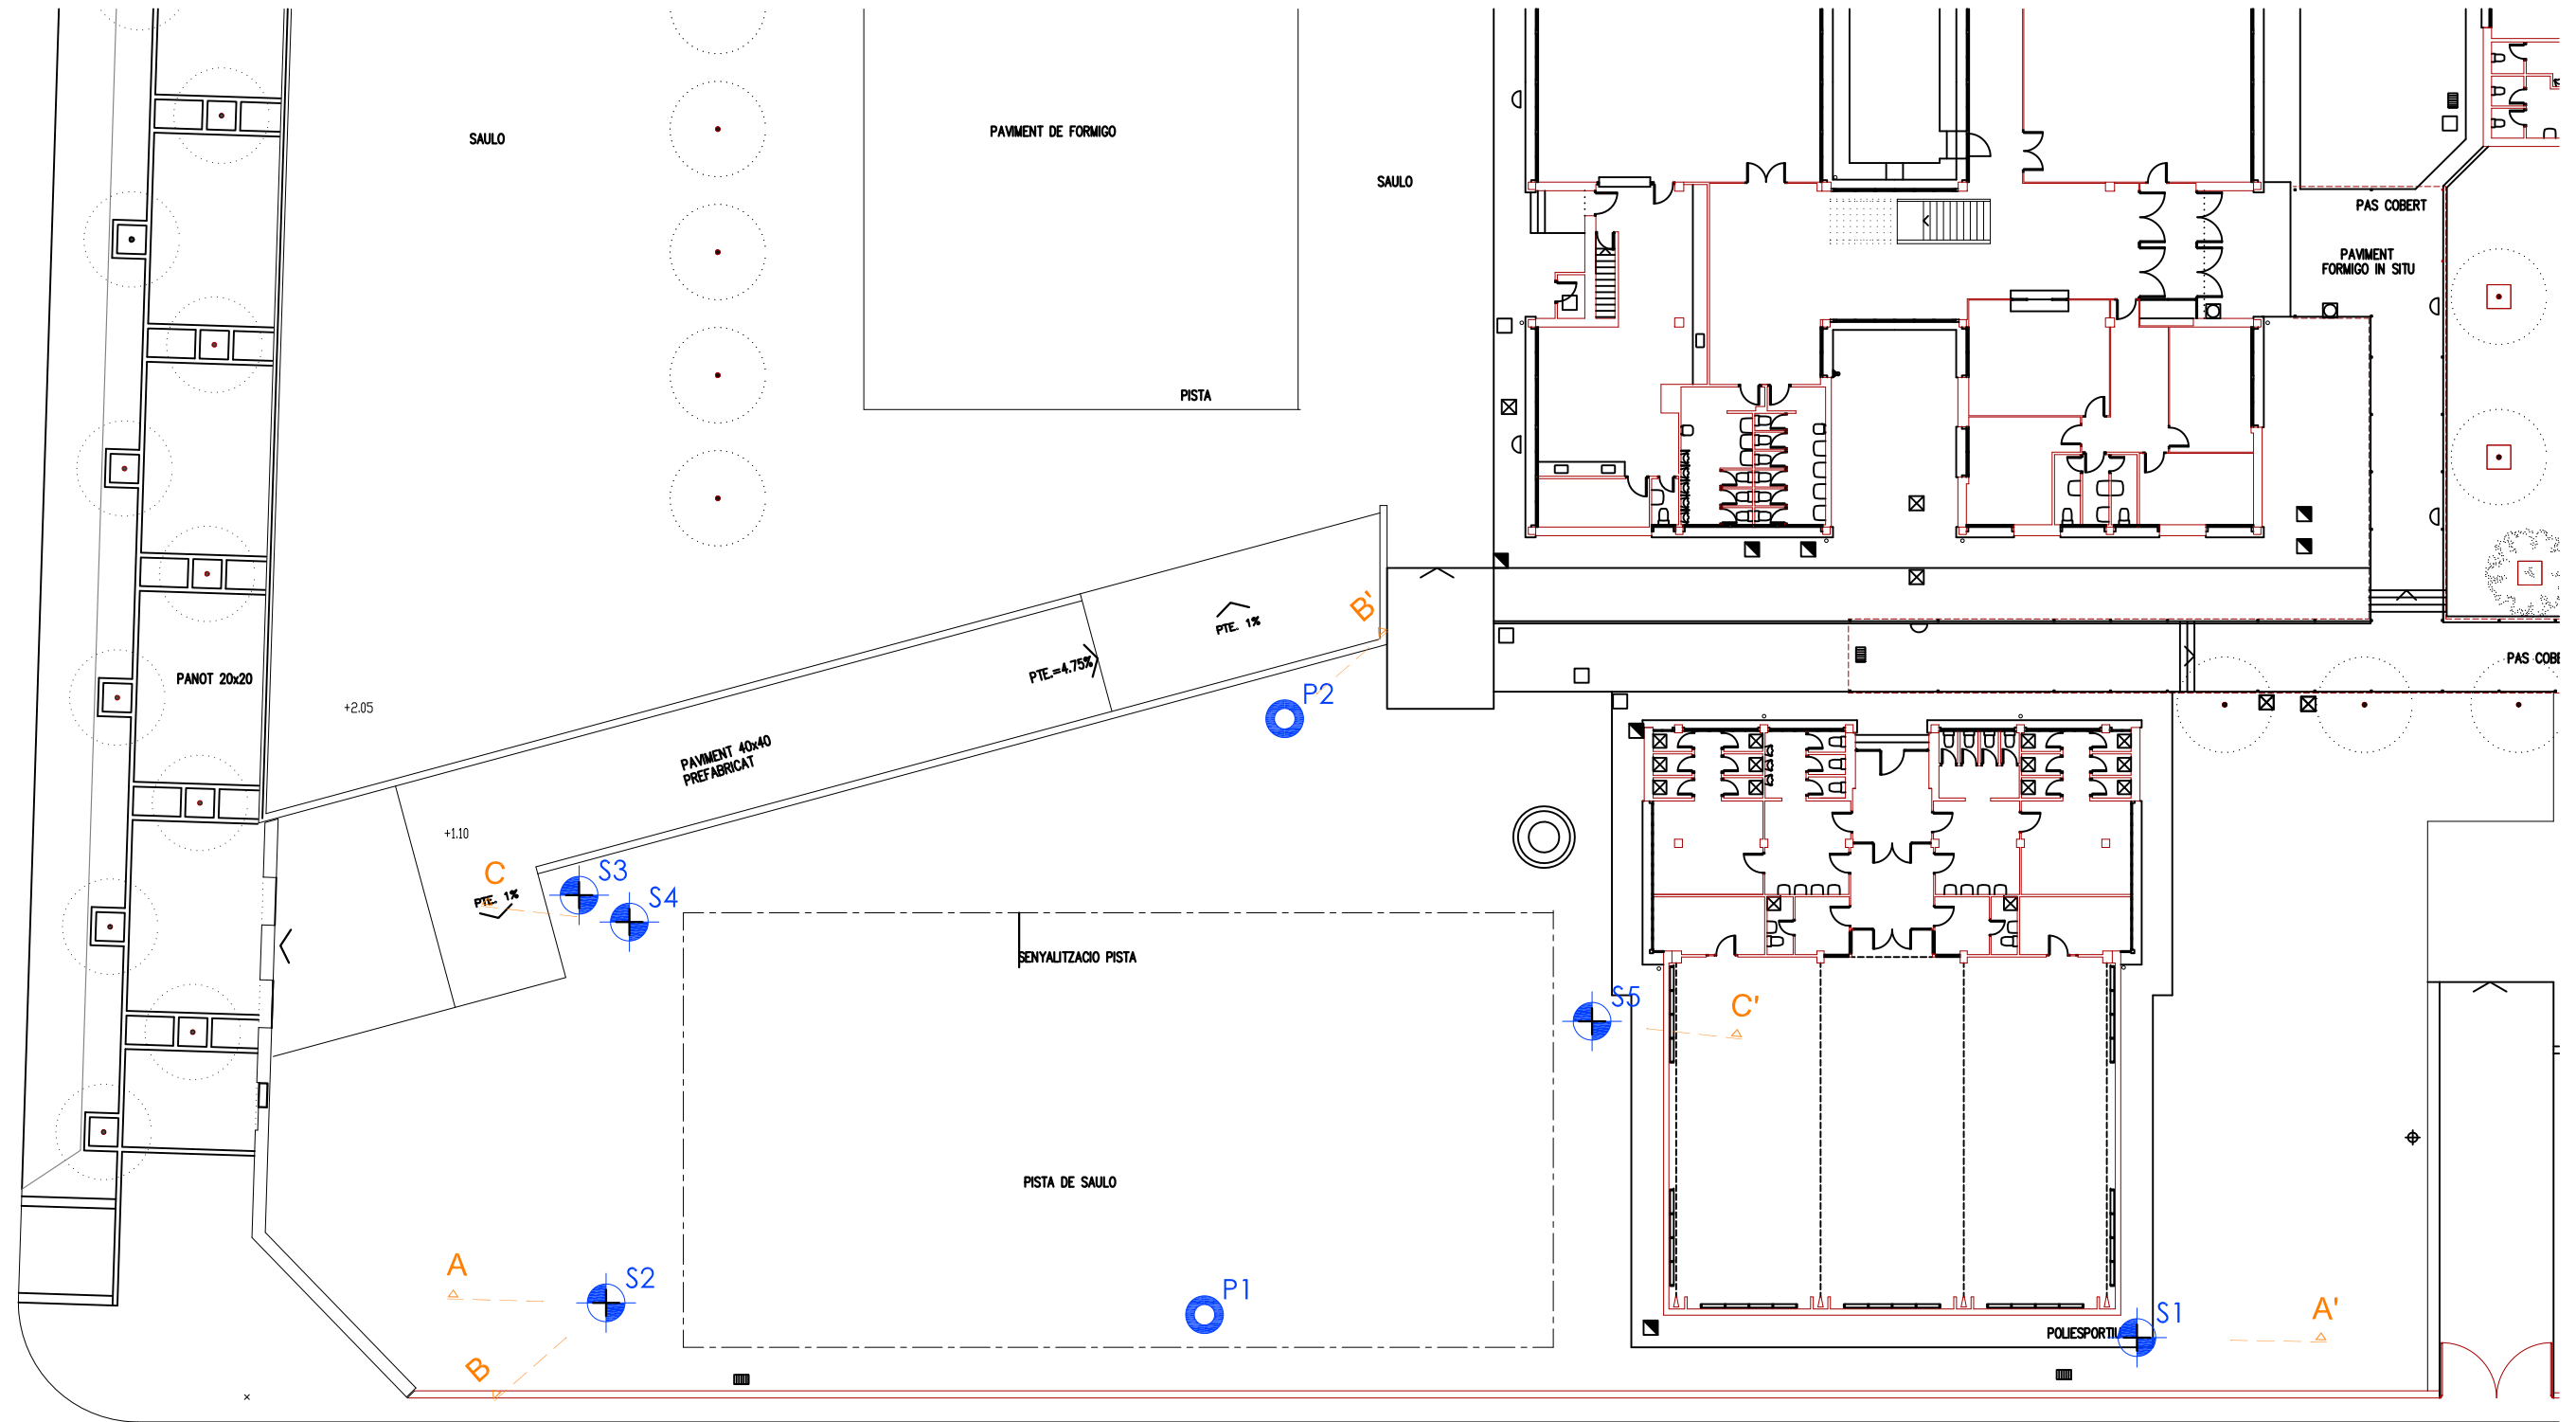 SAULO
PAVIMENT DE FORMIGO
SAULO
PAS COBERT
PAVIMENT
FORMIGO IN SITU
PISTA
B'
PTE. 1%
PTE.=4.75%
PANOT 20x20
+2.05
P2
PAS COBE
PAVIMENT 40x40
PREFABRICAT
+1.10
C
S3
PTE. 1%
S4
SENYALITZACIO PISTA
S5
C'
PISTA DE SAULO
A
S2
P1
S1
A'
POLIESPORTIU
B